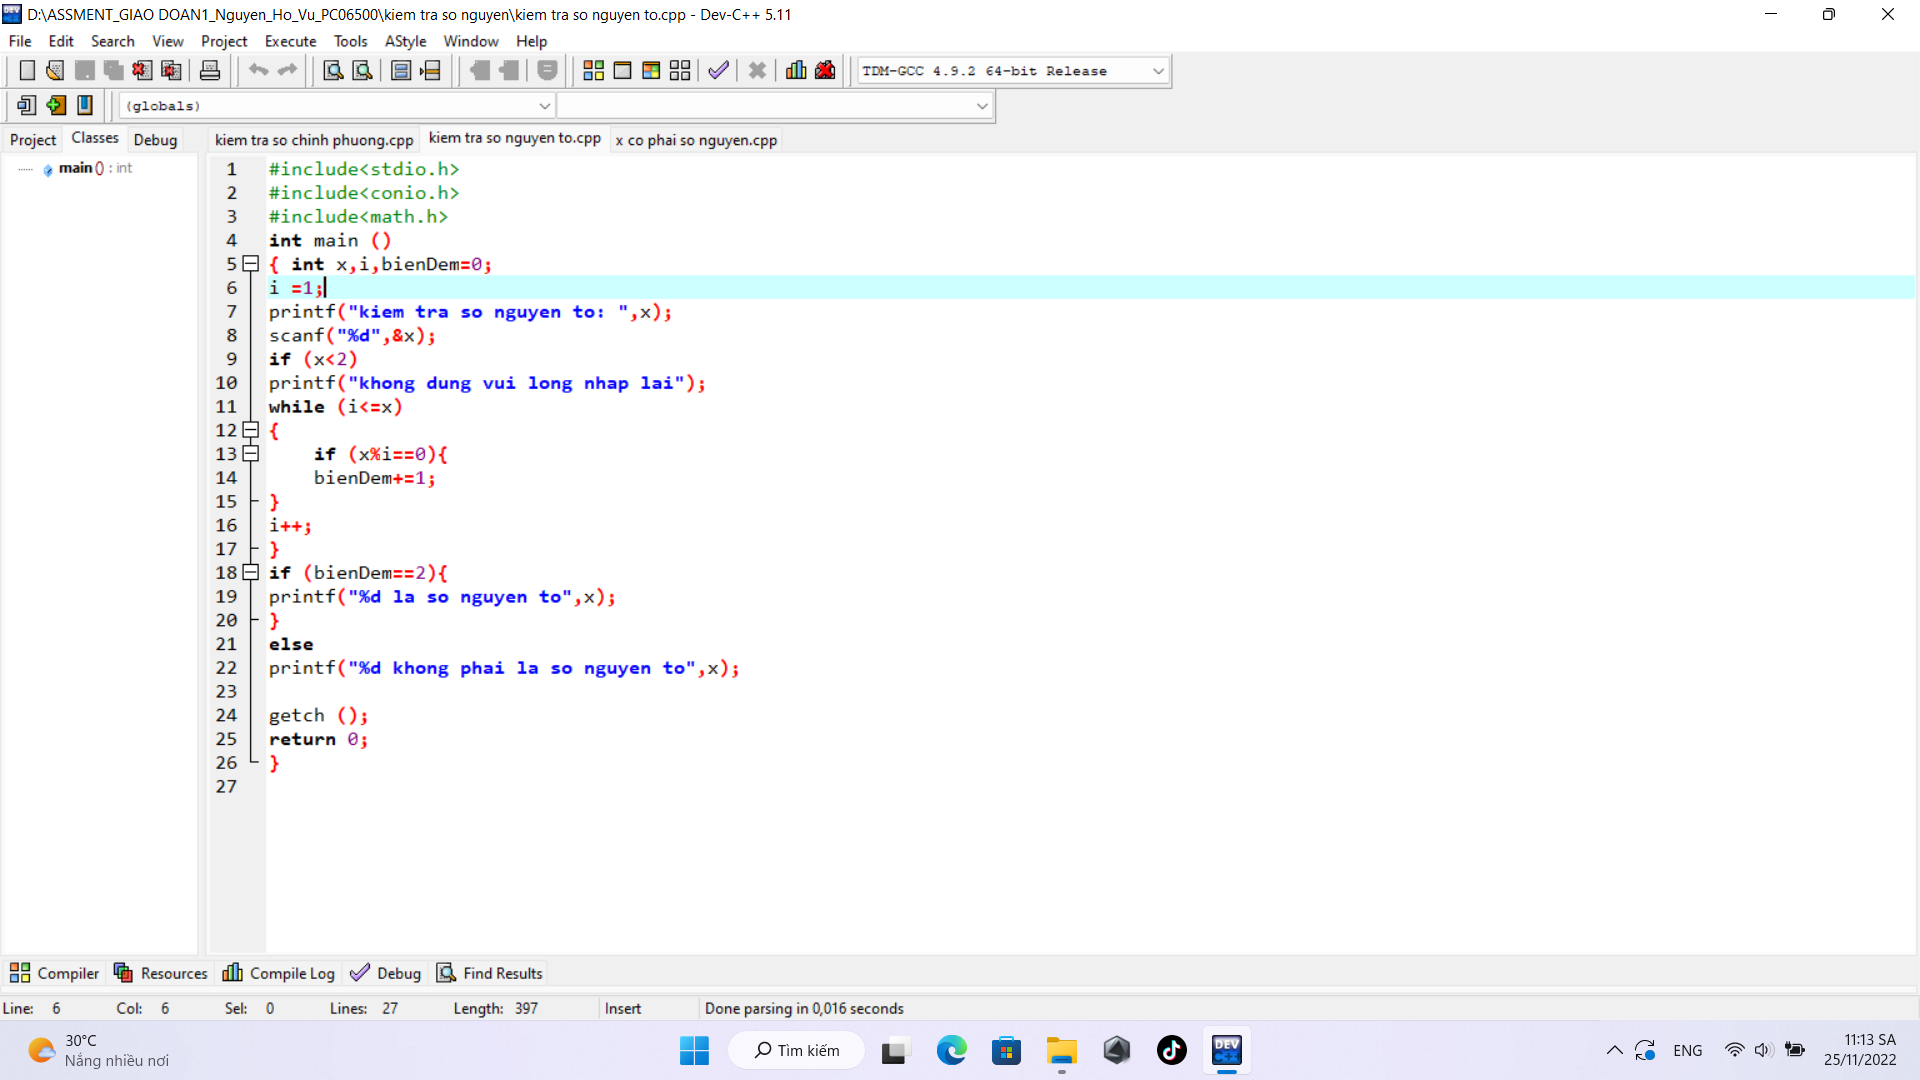 D:\ASSMENT_GIAO DOAN1_Nguyen_Ho_Vu_PC06500\kiem tra so nguyen\kiem tra so nguyen to.cpp - Dev-C++ 5.11
File Edit Search View Project Execute Tools AStyle Window Help
TDM-GCC 4.9.2 64-bit Release
(globals)
Project Classes Debug kiem tra so chinh phuong.cpp kiem tra so nguyen to.cpp x co phai so nguyen.cpp
main () : int
1 #include<stdio.h>
2 #include<conio.h>
3 #include<math.h>
4 int main ()
5 { int x,i,bienDem=0;
6 i =1;
7 printf("kiem tra so nguyen to: ",x);
8 scanf("%d",&x);
9 if (x<2)
10 printf("khong dung vui long nhap lai");
11 while (i<=x)
12 {
13 if (x%i==0){
14 bienDem+=1;
15 }
16 i++;
17 }
18 if (bienDem==2){
19 printf("%d la so nguyen to",x);
20 }
21 else
22 printf("%d khong phai la so nguyen to",x);
23
24 getch ();
25 return 0;
26 }
27
Compiler Resources Compile Log Debug Find Results
Line: 6 Col: 6 Sel: 0 Lines: 27 Length: 397 Insert Done parsing in 0,016 seconds
30°C
Nắng nhiều nơi
Tìm kiếm
DEV C++
ENG
11:13 SA
25/11/2022